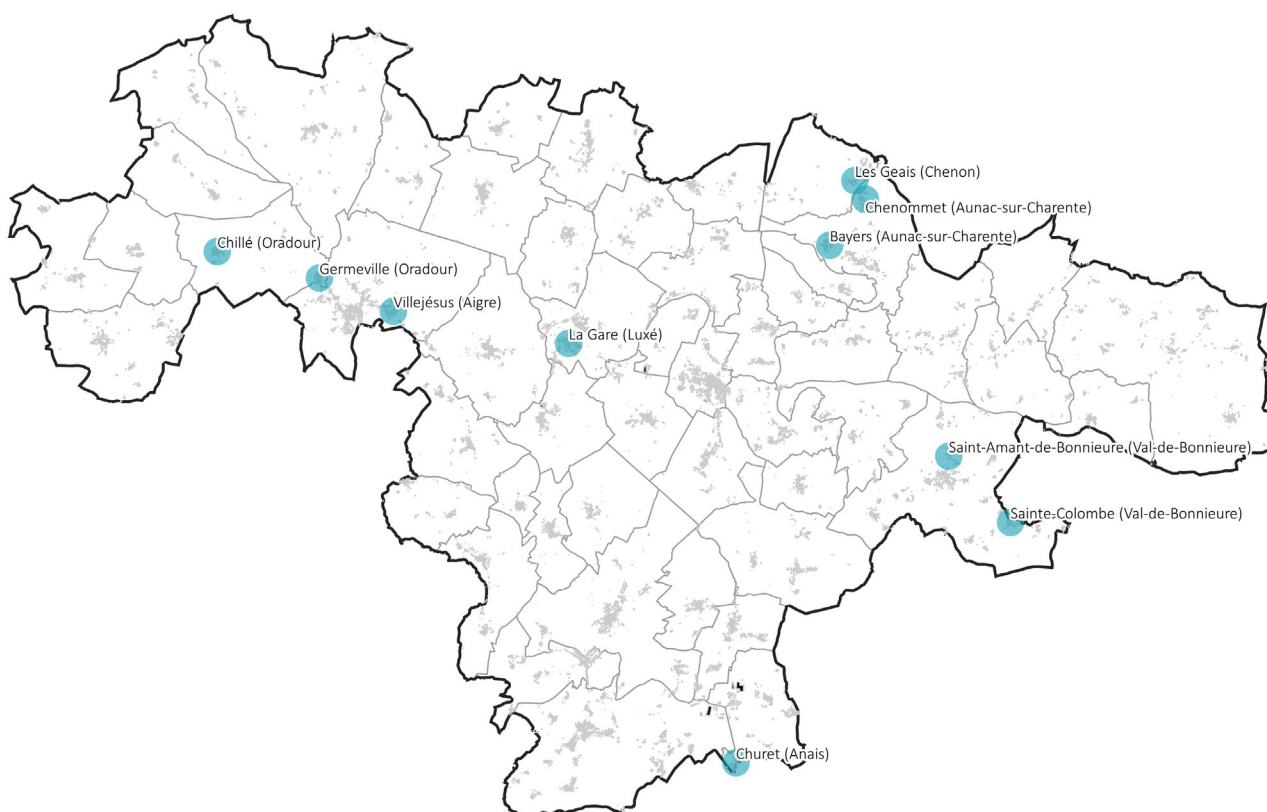 Les Geais (Chenon)
Chenommet (Aunac-sur-Charente)
Bayers (Aunac-sur-Charente)
Chillé (Oradour)
Germeville (Oradour)
Villejésus (Aigre)
La Gare (Luxé)
Saint-Amant-de-Bonnieure (Val-de-Bonnieure)
Sainte-Colombe (Val-de-Bonnieure)
Churet (Anais)